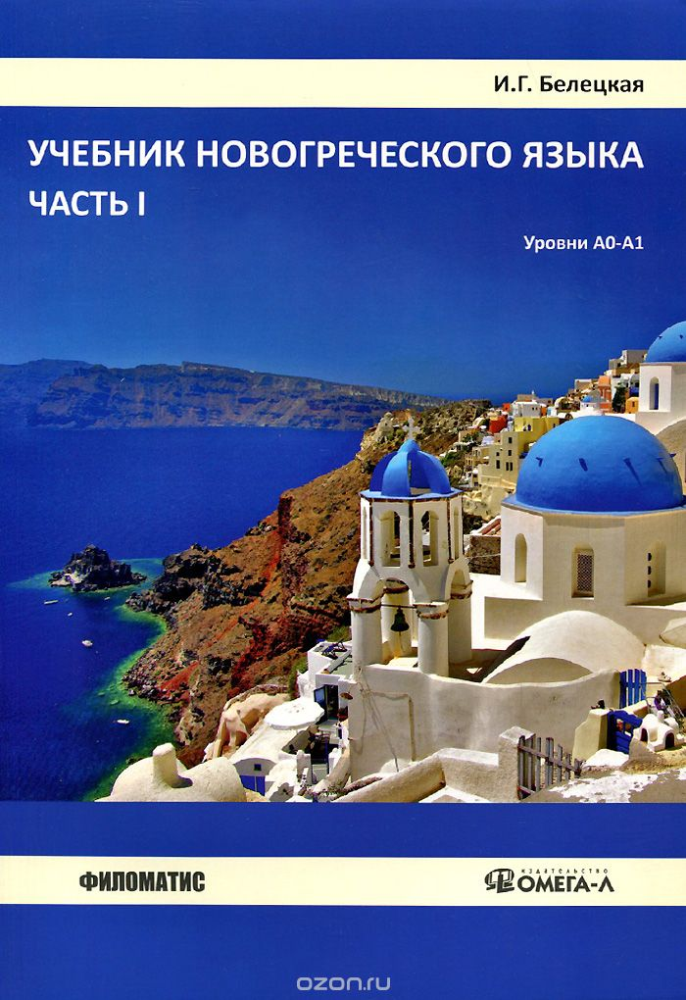 И.Г. Белецкая
УЧЕБНИК НОВОГРЕЧЕСКОГО ЯЗЫКА
ЧАСТЬ I
Уровни А0-А1
ФИЛОМАТИС
издательство
ОМЕГА-Л
ozon.ru